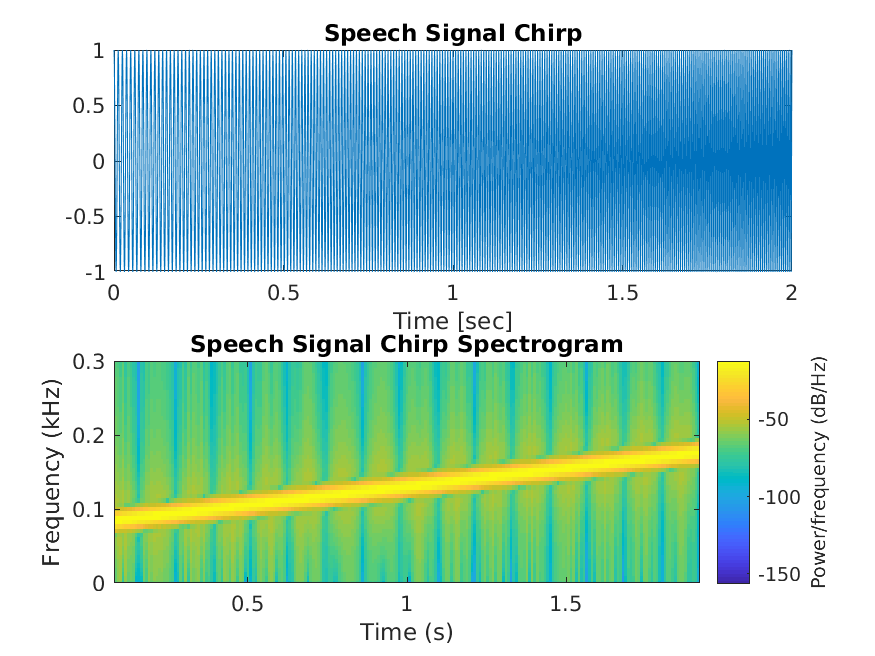 Speech Signal Chirp
1
0.5
0
-0.5
-1
0 0.5 1 1.5 2
Time [sec]
Speech Signal Chirp Spectrogram
0.3
0.2
0.1
0
Frequency (kHz)
0.5 1 1.5
Time (s)
-50
-100
-150
Power/frequency (dB/Hz)